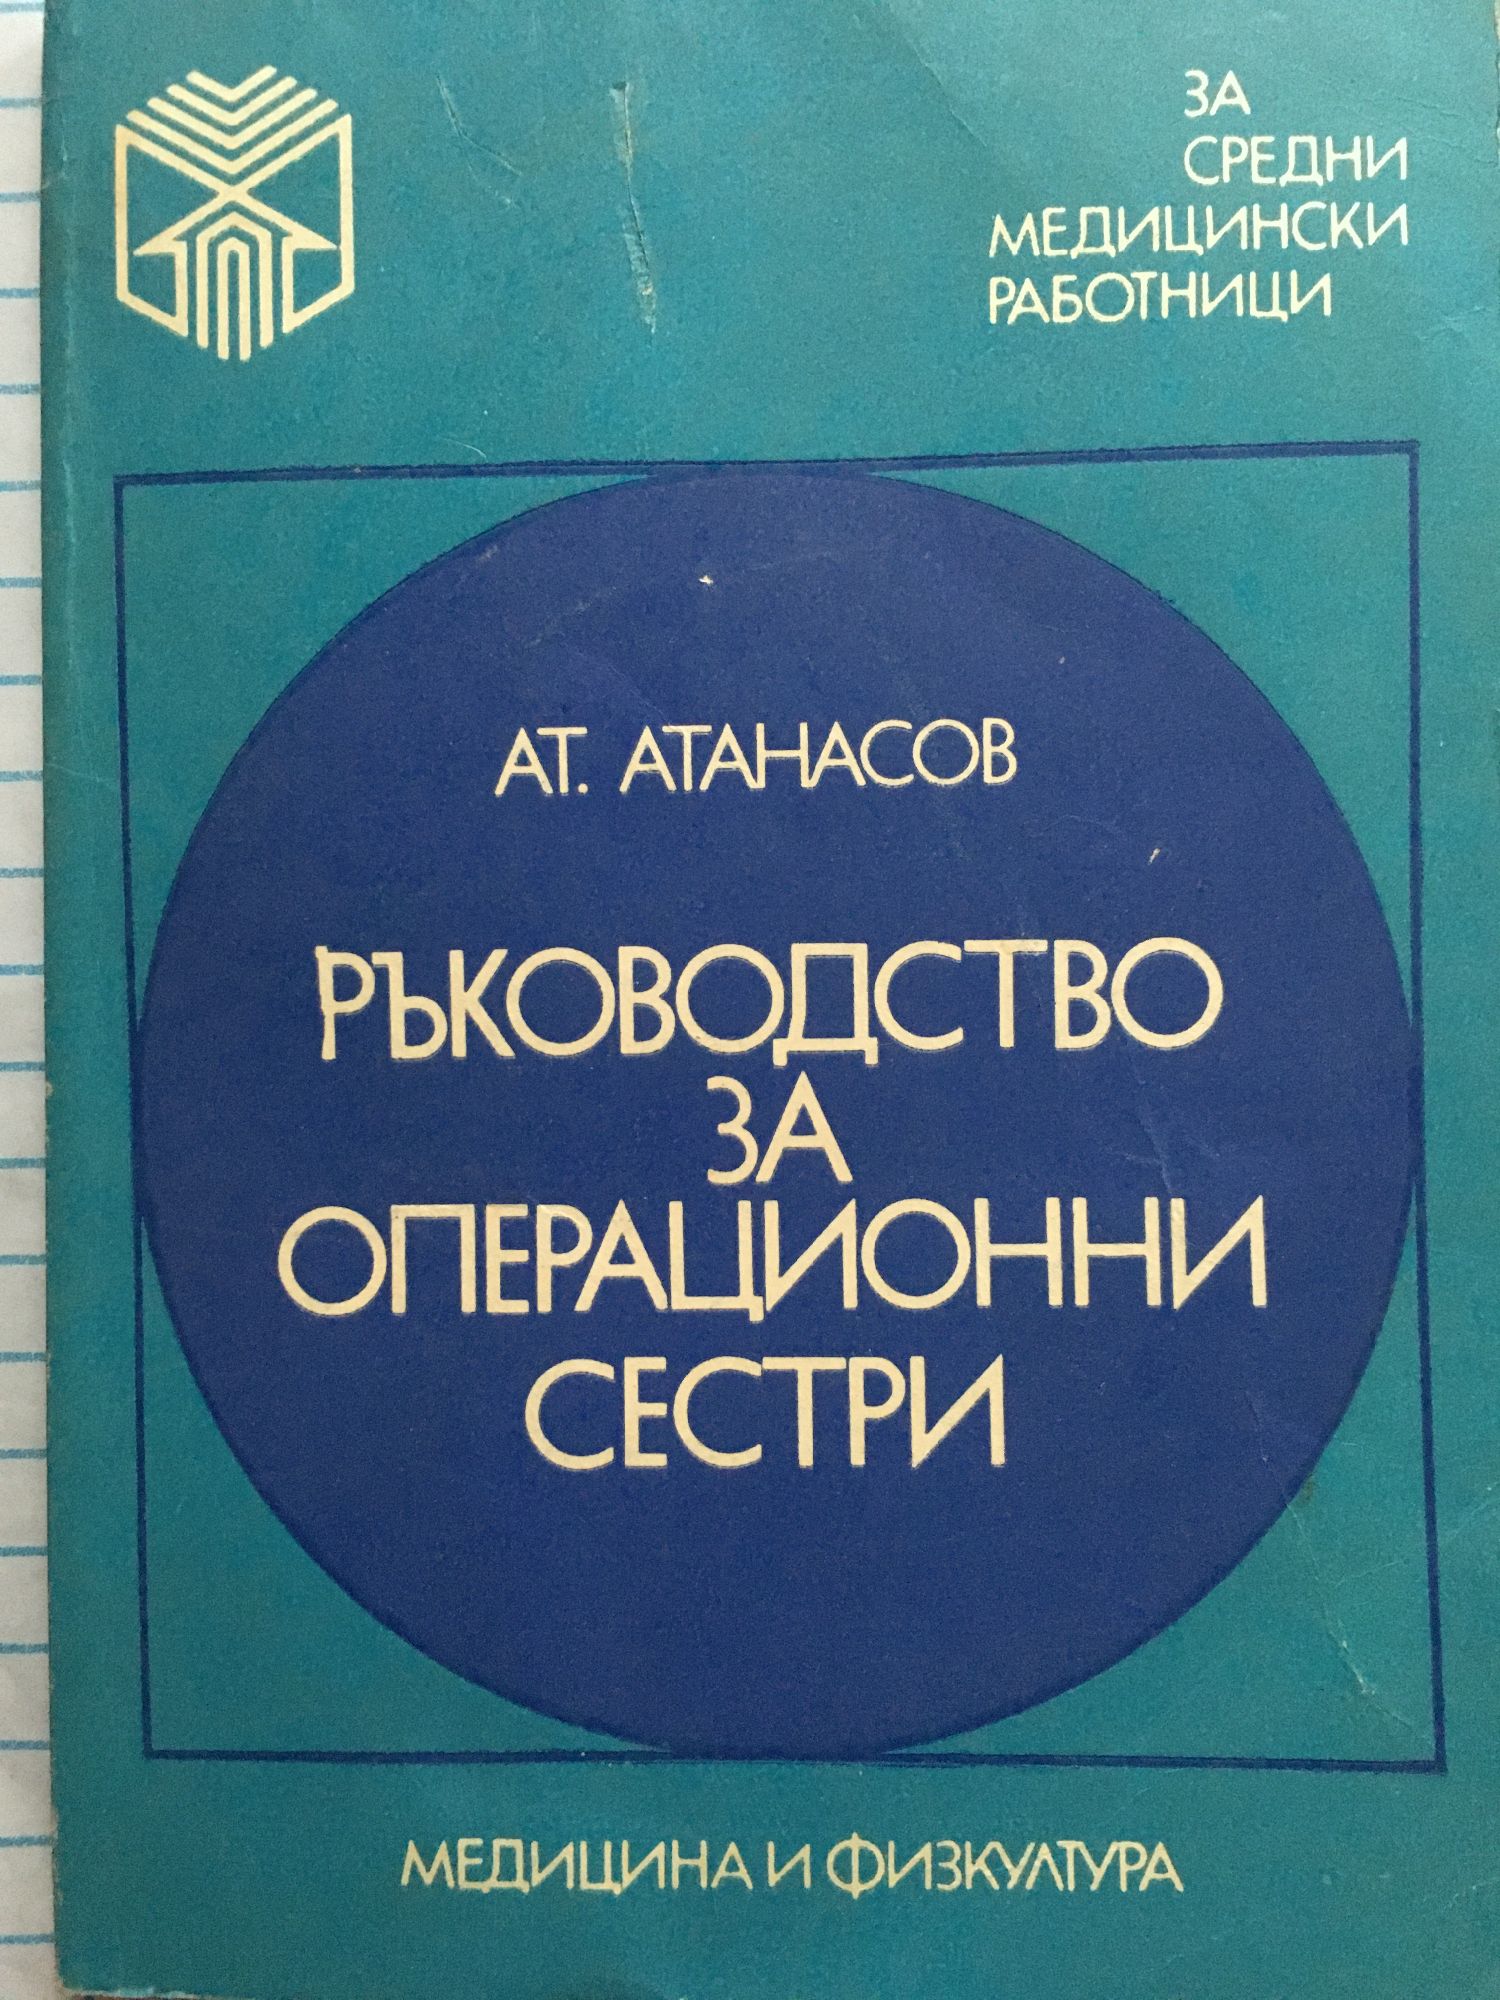 ЗА
СРЕДНИ
МЕДИЦИНСКИ
РАБОТНИЦИ
АТ. АТАНАСОВ
РЪКОВОДСТВО
ЗА
ОПЕРАЦИОННИ
СЕСТРИ
МЕДИЦИНА И ФИЗКУЛТУРА